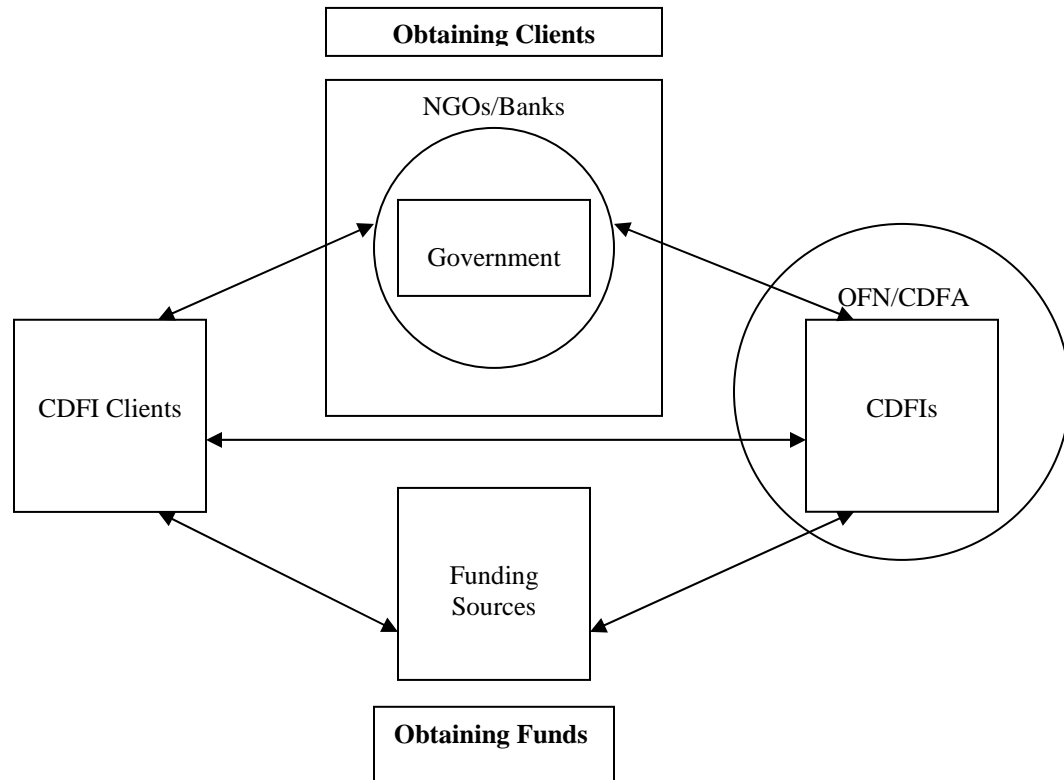 Obtaining Clients
NGOs/Banks
Government
OFN/CDFA
CDFI Clients
CDFIs
Funding
Sources
Obtaining Funds